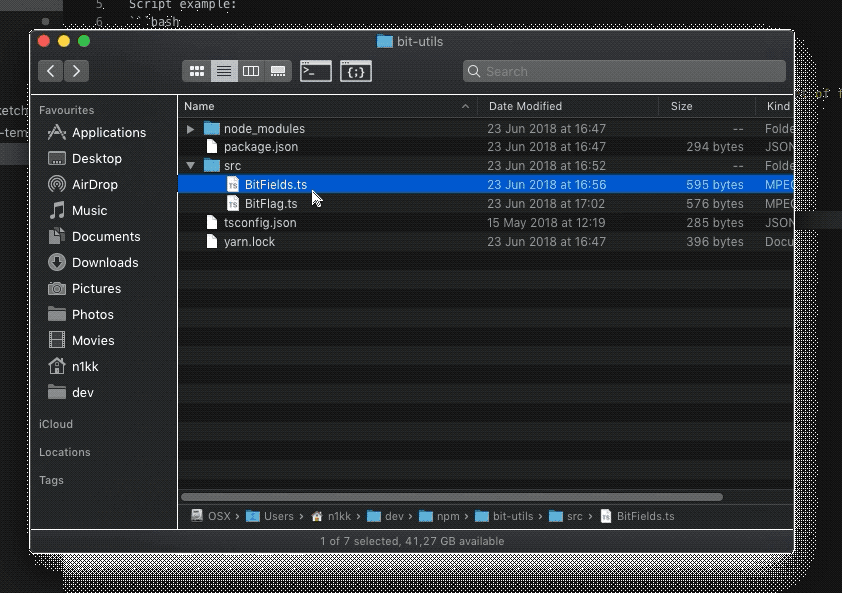 5. Script example:
6. ```bash
bit-utils
Search
Favourites
Applications
Desktop
AirDrop
Music
Documents
Downloads
Pictures
Photos
Movies
n1kk
dev
iCloud
Locations
Tags
Name Date Modified Size Kind
node_modules 23 Jun 2018 at 16:47 -- Folde
package.json 23 Jun 2018 at 16:47 294 bytes JSON
src 23 Jun 2018 at 16:52 -- Folde
BitFields.ts 23 Jun 2018 at 16:56 595 bytes MPEG
TS
BitFlag.ts 23 Jun 2018 at 17:02 576 bytes MPEG
TS
tsconfig.json 15 May 2018 at 12:19 285 bytes JSON
yarn.lock 23 Jun 2018 at 16:47 396 bytes Docu
OSX › Users › n1kk › dev › npm › bit-utils › src › BitFields.ts
1 of 7 selected, 41,27 GB available
etch
-tem
of